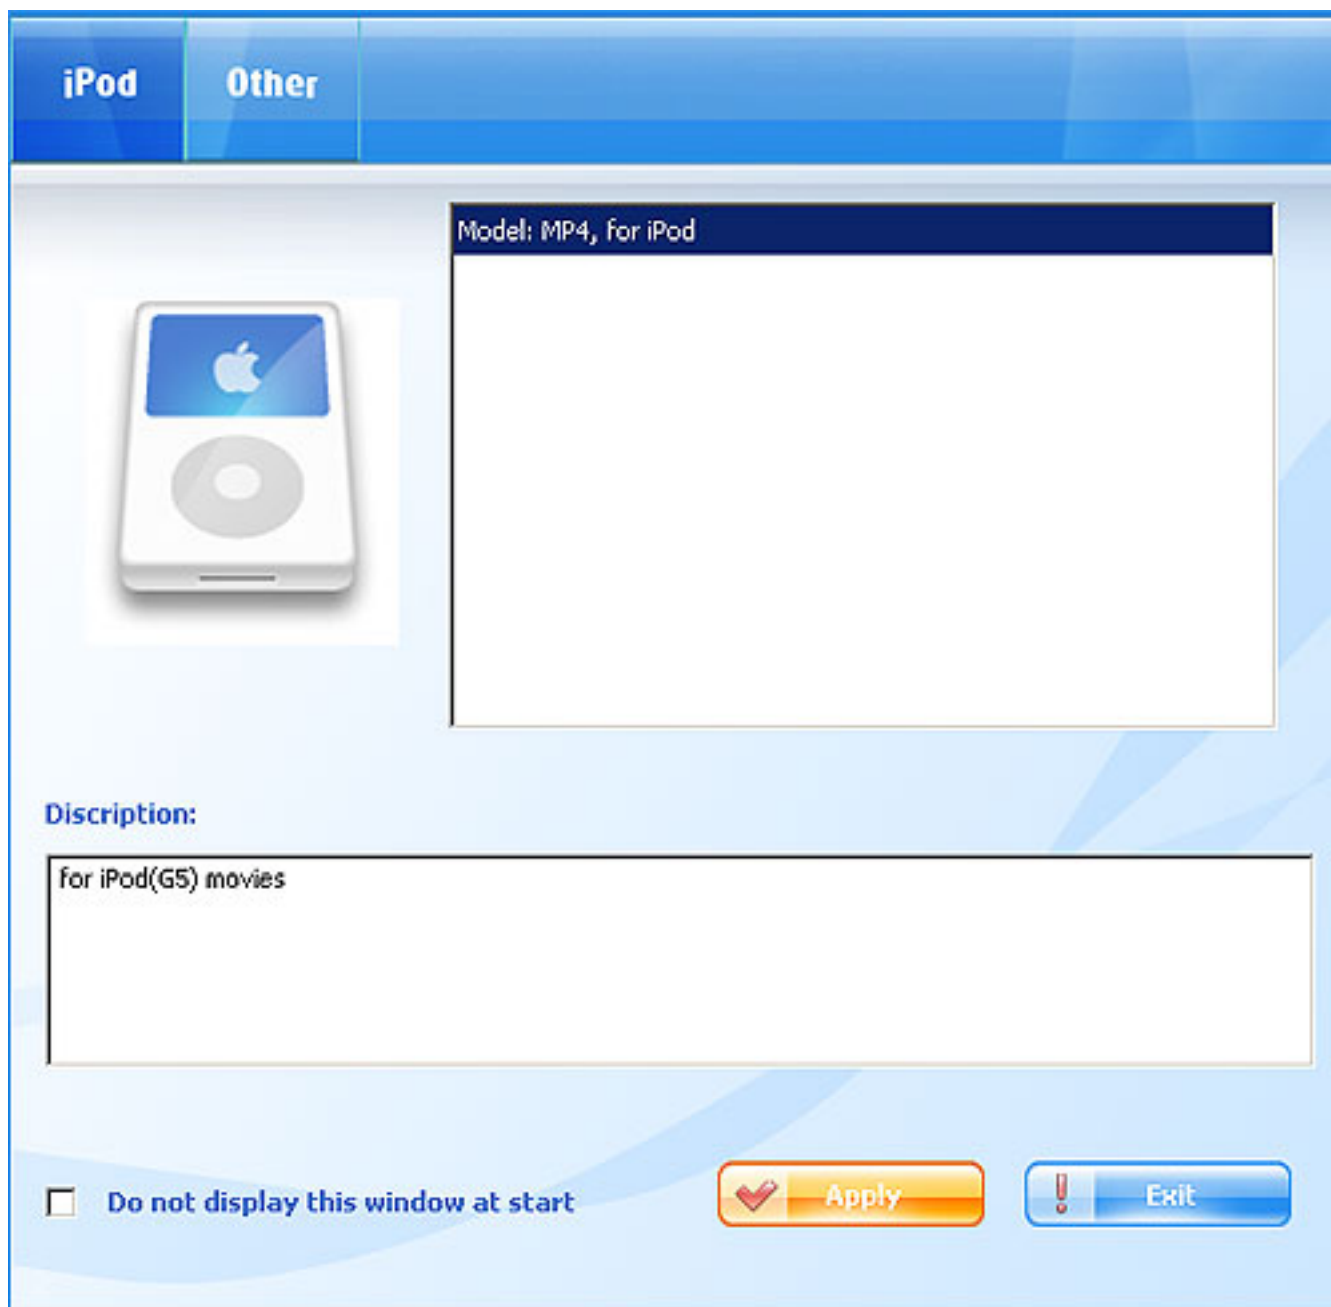 iPod
Other
Model: MP4, for iPod
Discription:
for iPod(G5) movies
Do not display this window at start
Apply
Exit